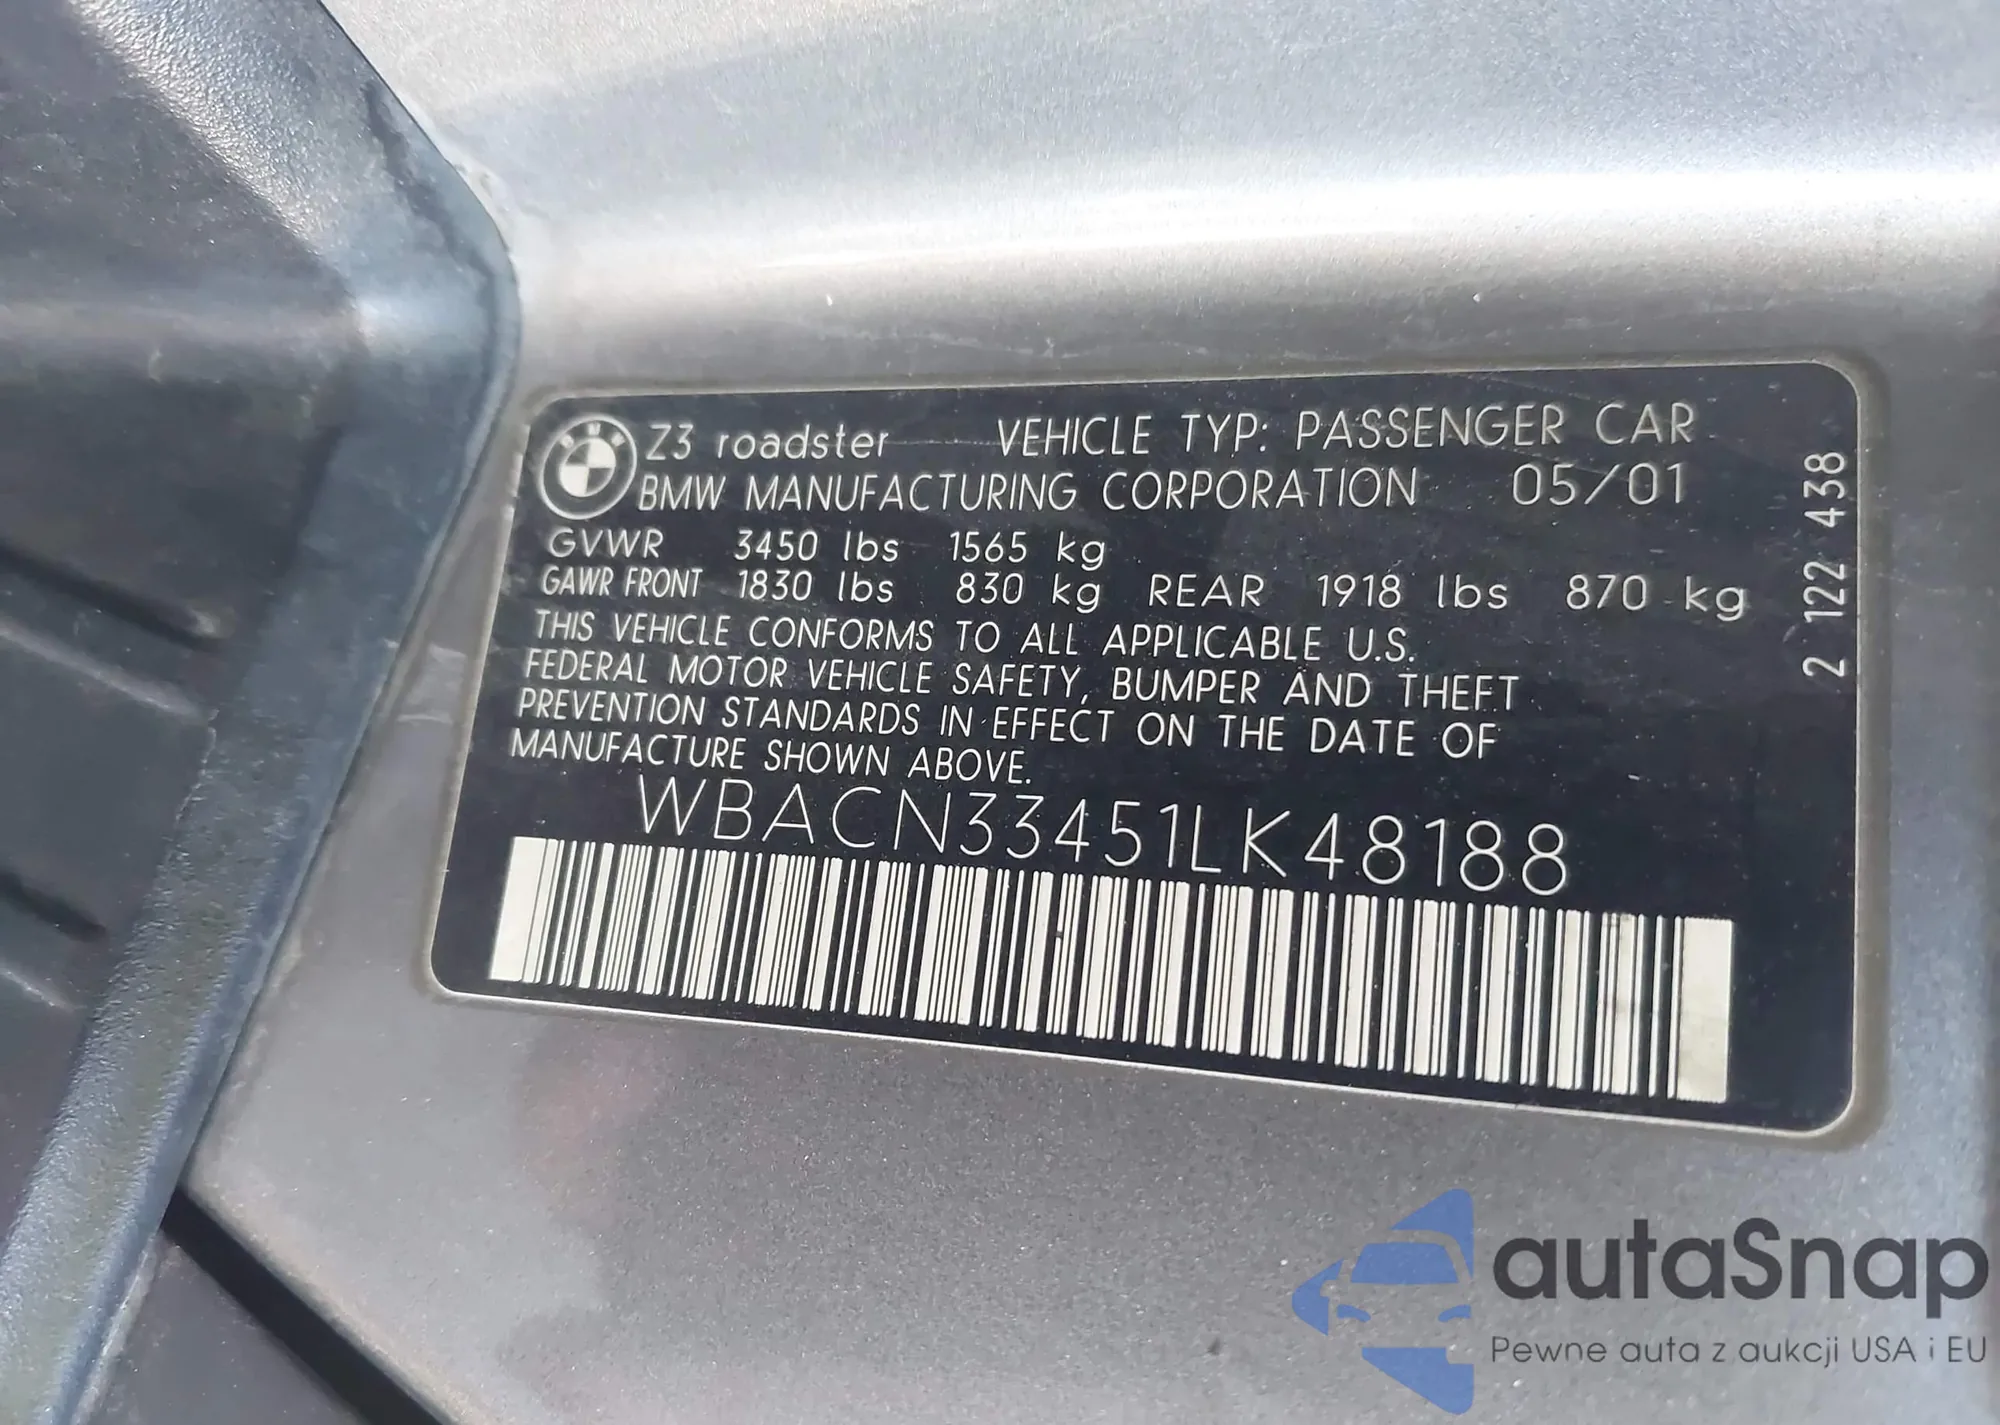 Z3 roadster VEHICLE TYP: PASSENGER CAR
BMW MANUFACTURING CORPORATION 05/01
GVWR 3450 lbs 1565 kg
GAWR FRONT 1830 lbs 830 kg REAR 1918 lbs 870 kg
THIS VEHICLE CONFORMS TO ALL APPLICABLE U.S.
FEDERAL MOTOR VEHICLE SAFETY, BUMPER AND THEFT
PREVENTION STANDARDS IN EFFECT ON THE DATE OF
MANUFACTURE SHOWN ABOVE.
WBACN33451LK48188
2 122 438
autaSnap
Pewne auta z aukcji USA i EU